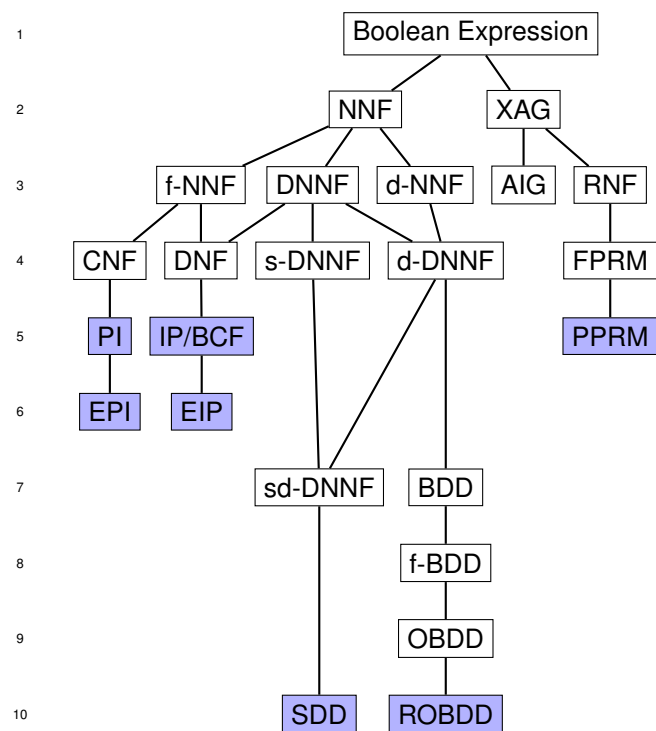 1 Boolean Expression
2 NNF XAG
3 f-NNF DNNF d-NNF AIG RNF
4 CNF DNF s-DNNF d-DNNF FPRM
5 PI IP/BCF PPRM
6 EPI EIP
7 sd-DNNF BDD
8 f-BDD
9 OBDD
10 SDD ROBDD